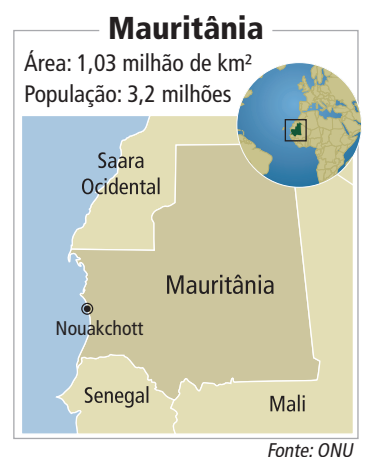 Mauritânia
Área: 1,03 milhão de km²
População: 3,2 milhões
Saara
Ocidental
Mauritânia
Nouakchott
Senegal
Mali
Fonte: ONU